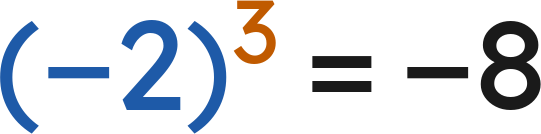 (−2)³ = −8